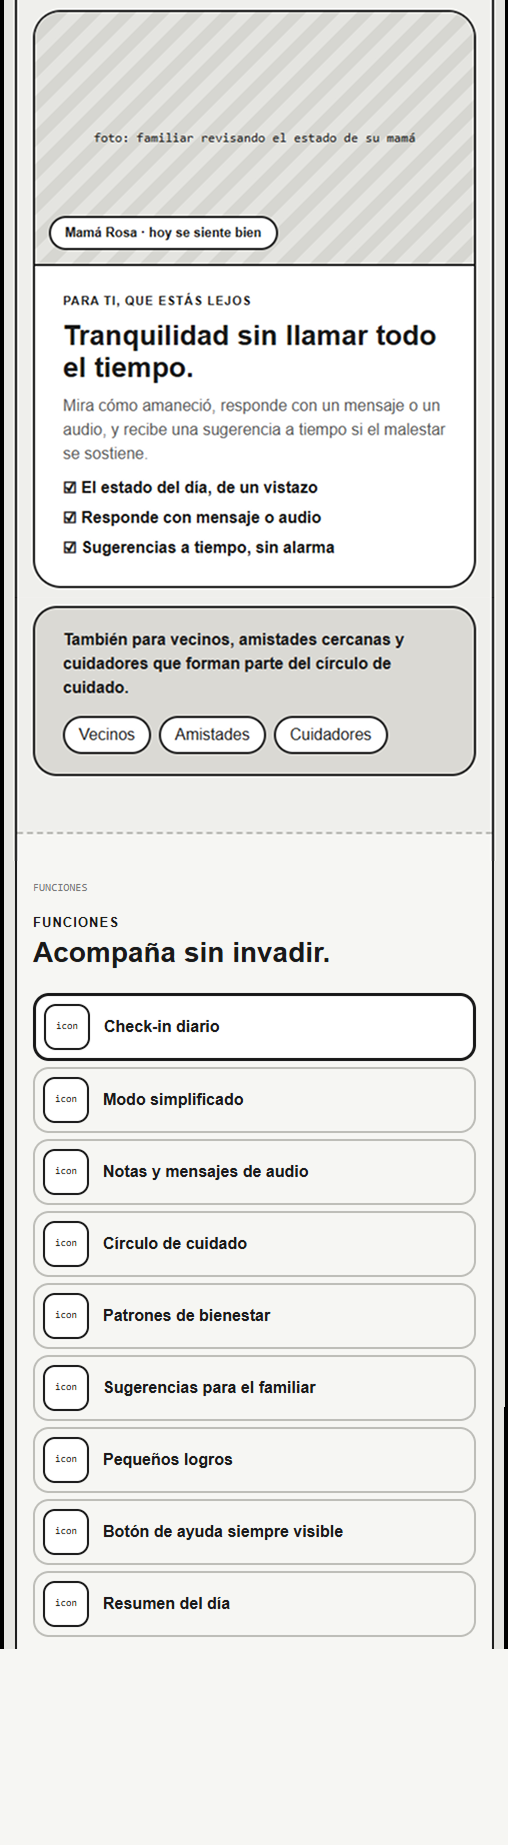 foto: familiar revisando el estado de su mamá
Mamá Rosa · hoy se siente bien
PARA TI, QUE ESTÁS LEJOS
Tranquilidad sin llamar todo
el tiempo.
Mira cómo amaneció, responde con un mensaje o un
audio, y recibe una sugerencia a tiempo si el malestar
se sostiene.
☑ El estado del día, de un vistazo
☑ Responde con mensaje o audio
☑ Sugerencias a tiempo, sin alarma
También para vecinos, amistades cercanas y
cuidadores que forman parte del círculo de
cuidado.
Vecinos Amistades Cuidadores
FUNCIONES
FUNCIONES
Acompaña sin invadir.
icon Check-in diario
icon Modo simplificado
icon Notas y mensajes de audio
icon Círculo de cuidado
icon Patrones de bienestar
icon Sugerencias para el familiar
icon Pequeños logros
icon Botón de ayuda siempre visible
icon Resumen del día